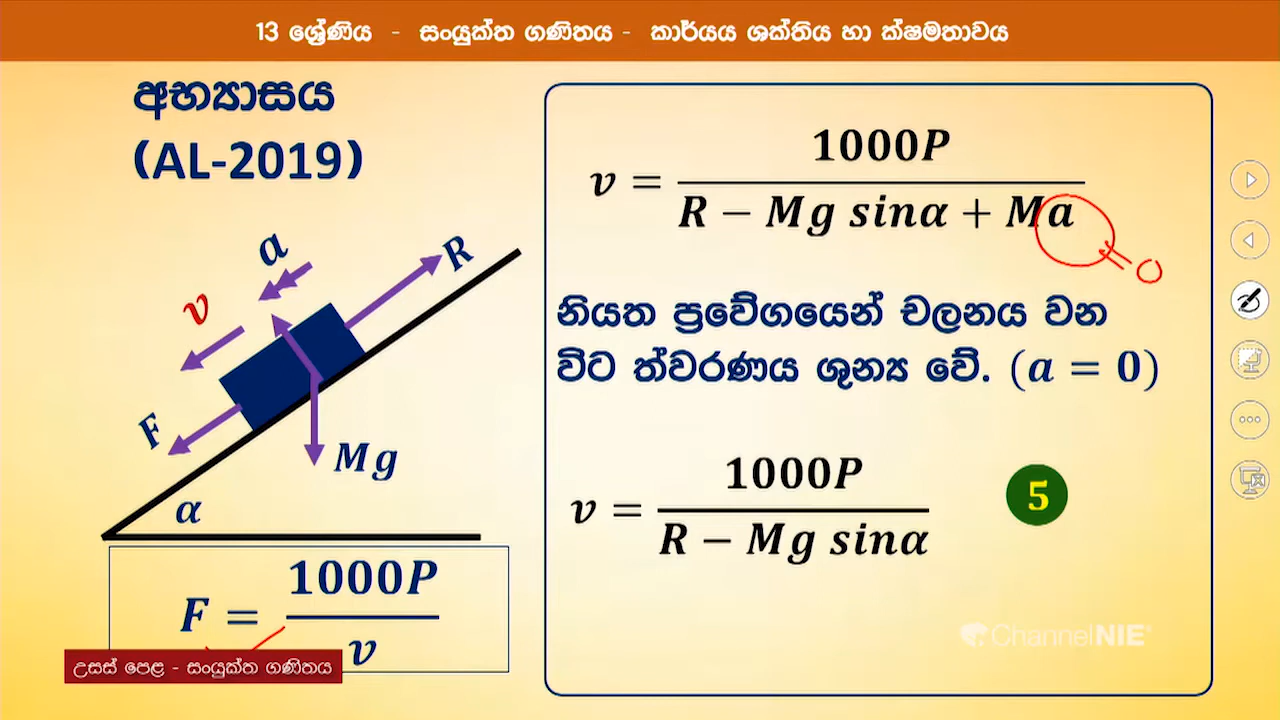 13 ශ්‍රේණිය - සංයුක්ත ගණිතය - කාර්යය ශක්තිය හා ක්ෂමතාවය
අභ්‍යාසය
(AL-2019)
a
R
v
F
Mg
α
F = 1000P / v
v = 1000P / (R − Mg sinα + Ma)
= 0
නියත ප්‍රවේගයෙන් චලනය වන
විට ත්වරණය ශුන්‍ය වේ. (a = 0)
v = 1000P / (R − Mg sinα)
5
ChannelNIE
උසස් පෙළ - සංයුක්ත ගණිතය